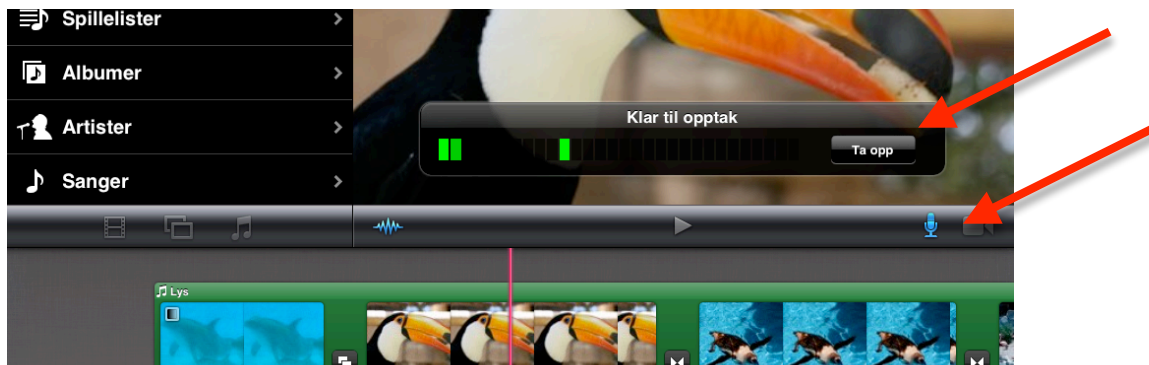 Spillelister
Albumer
Artister
Sanger
Klar til opptak
Ta opp
Lys